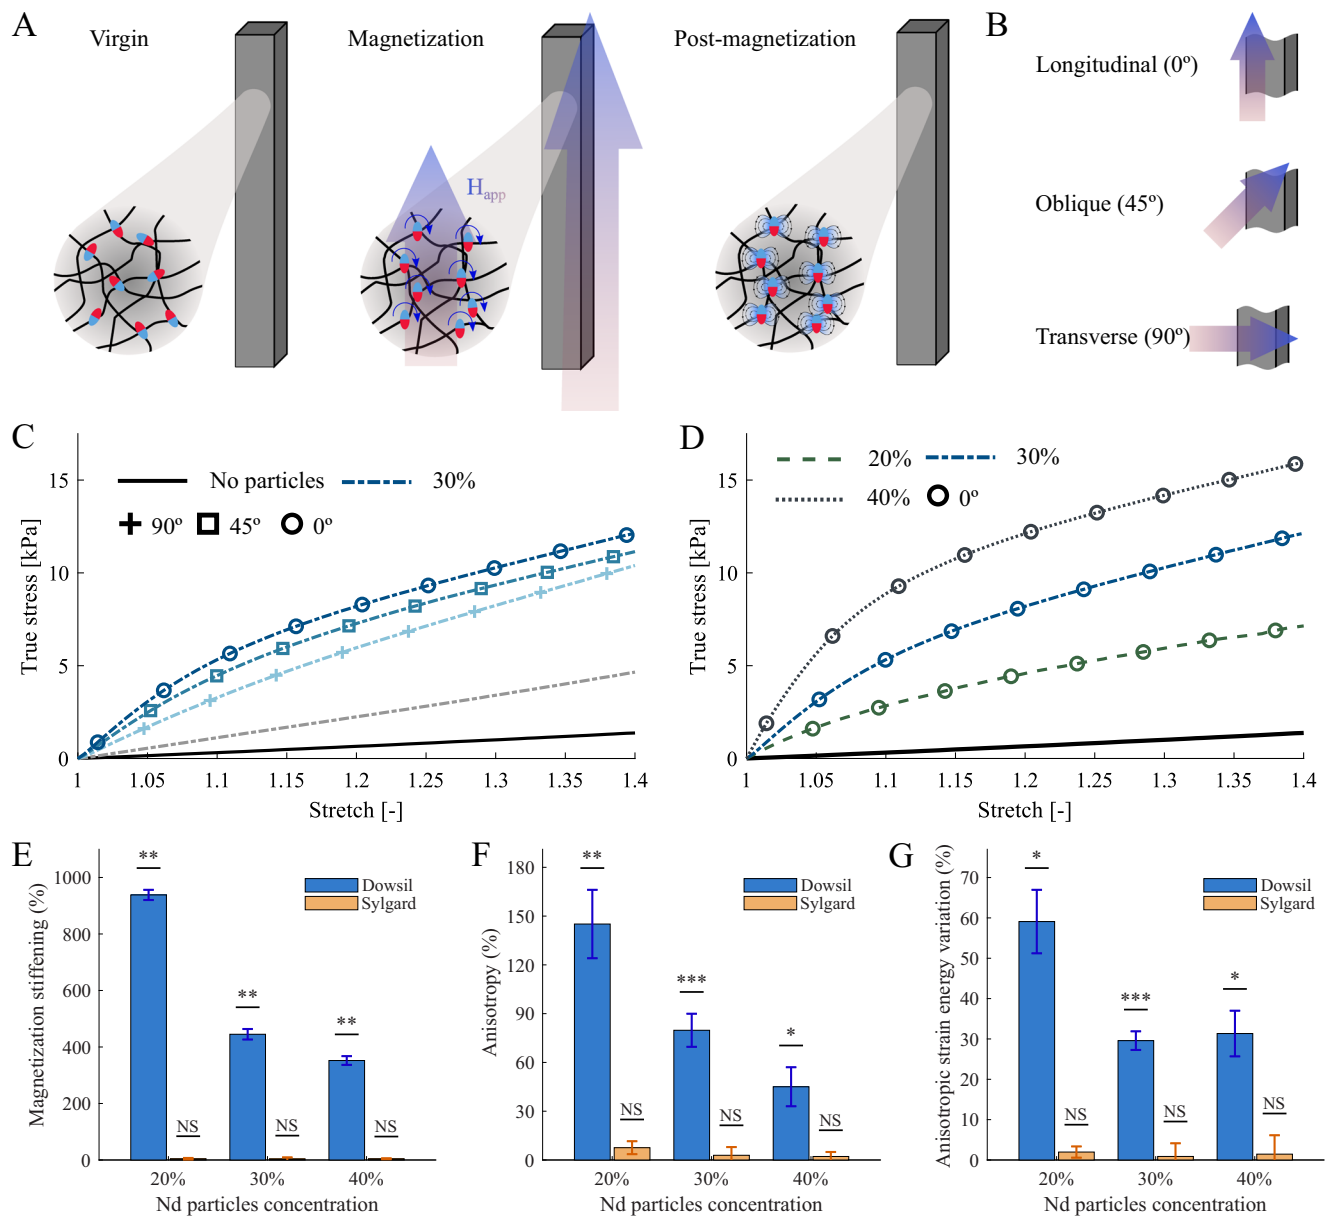 A
Virgin
Magnetization
Post-magnetization
H_app
B
Longitudinal (0º)
Oblique (45º)
Transverse (90º)
C
No particles
30%
90º
45º
0º
True stress [kPa]
15
10
5
0
1
1.05
1.1
1.15
1.2
1.25
1.3
1.35
1.4
Stretch [-]
D
20%
30%
40%
0º
True stress [kPa]
15
10
5
0
1
1.05
1.1
1.15
1.2
1.25
1.3
1.35
1.4
Stretch [-]
E
Magnetization stiffening (%)
1000
800
600
400
200
0
**
**
**
NS
NS
NS
Dowsil
Sylgard
20%
30%
40%
Nd particles concentration
F
Anisotropy (%)
180
150
120
90
60
30
0
**
***
*
NS
NS
NS
Dowsil
Sylgard
20%
30%
40%
Nd particles concentration
G
Anisotropic strain energy variation (%)
70
60
50
40
30
20
10
0
*
***
*
NS
NS
NS
Dowsil
Sylgard
20%
30%
40%
Nd particles concentration